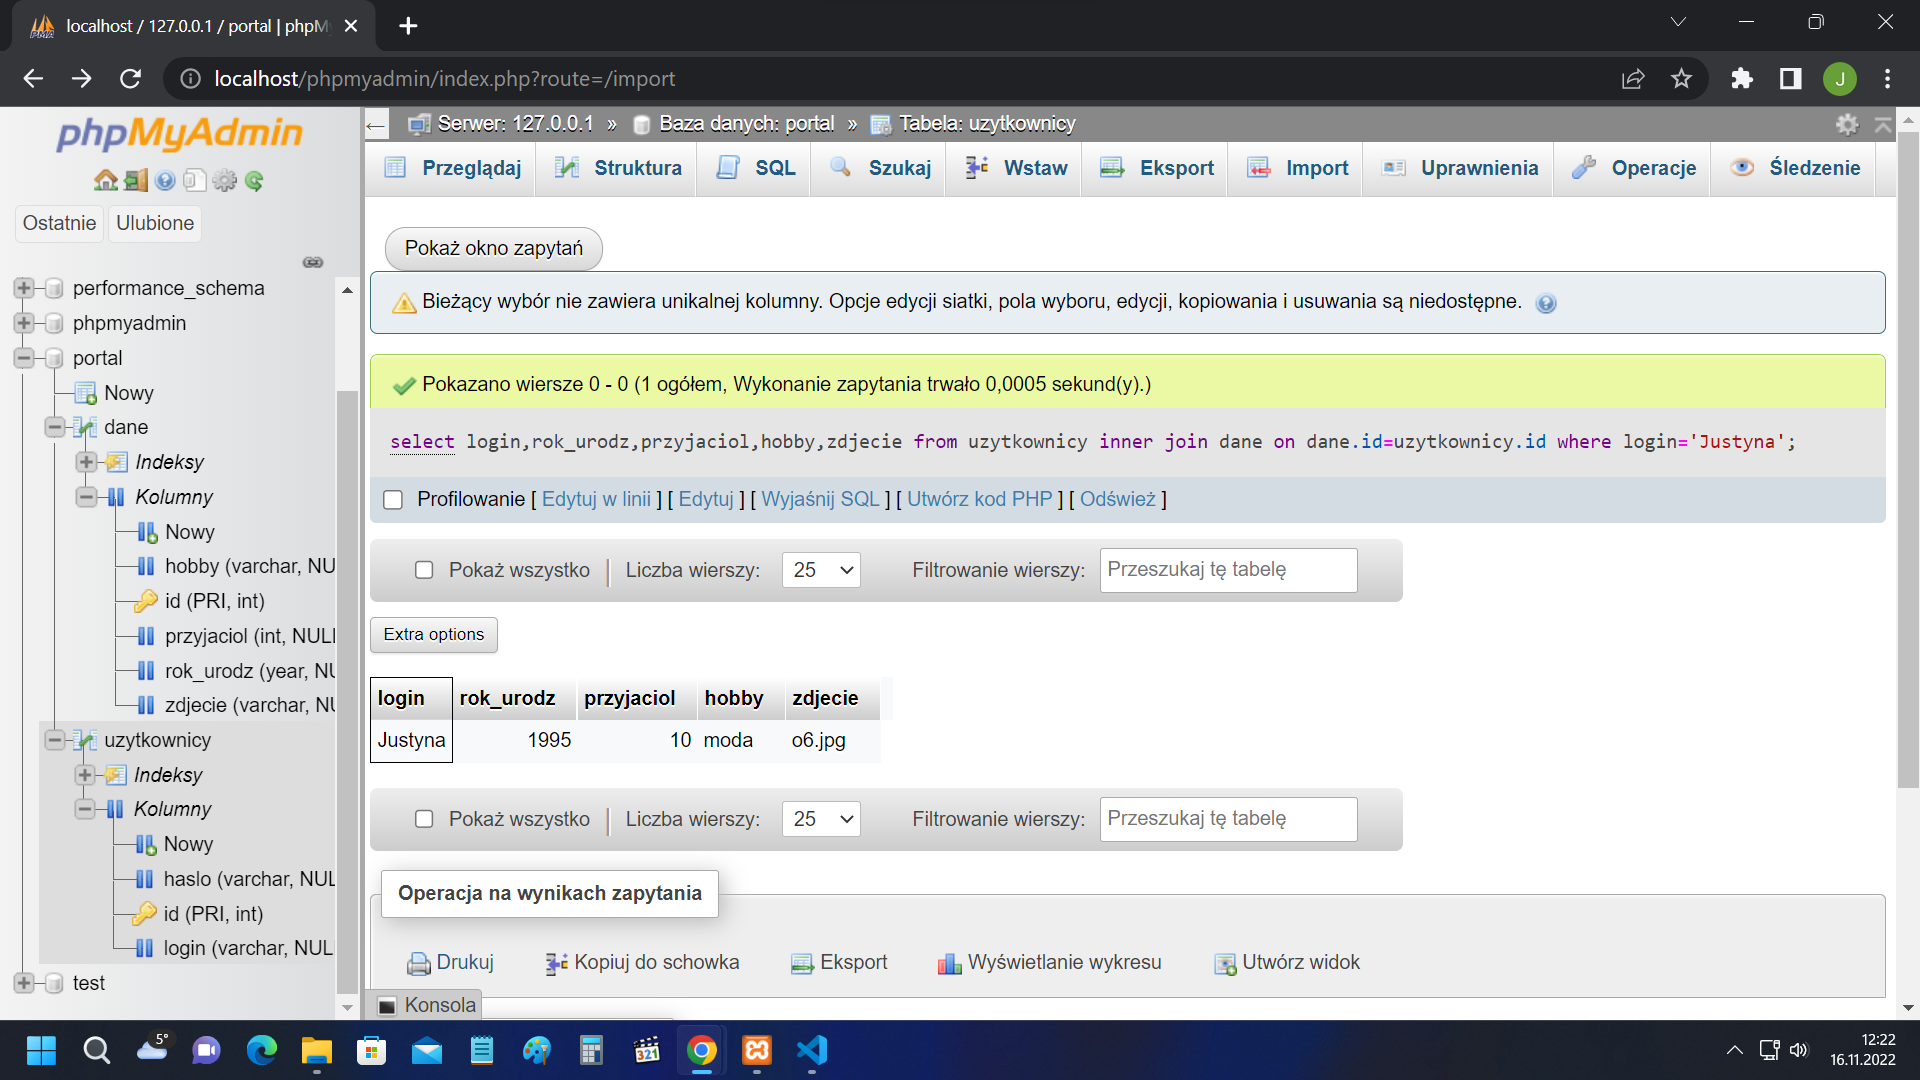 localhost / 127.0.0.1 / portal | phpM
localhost/phpmyadmin/index.php?route=/import
J
phpMyAdmin
Ostatnie Ulubione
performance_schema
phpmyadmin
portal
Nowy
dane
Indeksy
Kolumny
Nowy
hobby (varchar, NU
id (PRI, int)
przyjaciol (int, NULL
rok_urodz (year, NU
zdjecie (varchar, NU
uzytkownicy
Indeksy
Kolumny
Nowy
haslo (varchar, NUL
id (PRI, int)
login (varchar, NUL
test
Serwer: 127.0.0.1 » Baza danych: portal » Tabela: uzytkownicy
Przeglądaj Struktura SQL Szukaj Wstaw Eksport Import Uprawnienia Operacje Śledzenie
Pokaż okno zapytań
Bieżący wybór nie zawiera unikalnej kolumny. Opcje edycji siatki, pola wyboru, edycji, kopiowania i usuwania są niedostępne.
Pokazano wiersze 0 - 0 (1 ogółem, Wykonanie zapytania trwało 0,0005 sekund(y).)
select login,rok_urodz,przyjaciol,hobby,zdjecie from uzytkownicy inner join dane on dane.id=uzytkownicy.id where login='Justyna';
Profilowanie [ Edytuj w linii ] [ Edytuj ] [ Wyjaśnij SQL ] [ Utwórz kod PHP ] [ Odśwież ]
Pokaż wszystko | Liczba wierszy: 25 Filtrowanie wierszy: Przeszukaj tę tabelę
Extra options
login rok_urodz przyjaciol hobby zdjecie
Justyna 1995 10 moda o6.jpg
Pokaż wszystko | Liczba wierszy: 25 Filtrowanie wierszy: Przeszukaj tę tabelę
Operacja na wynikach zapytania
Drukuj Kopiuj do schowka Eksport Wyświetlanie wykresu Utwórz widok
Konsola
5°
321
12:22
16.11.2022